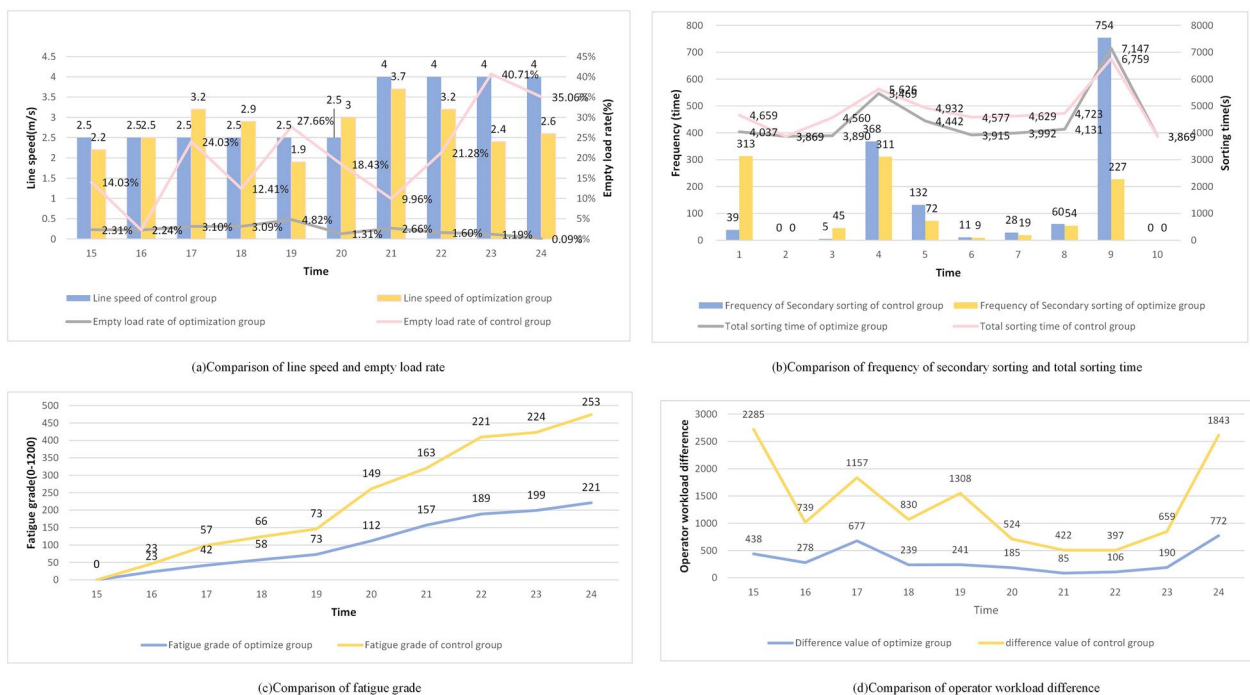 4.5
4
3.5
3
2.5
2
1.5
1
0.5
0
Line speed(m/s)
45%
40%
35%
30%
25%
20%
15%
10%
5%
0%
Empty load rate(%)
2.5 2.5 2.5 2.5 2.5 2.5 4 4 4 4
2.2 2.5 3.2 2.9 1.9 3 3.7 3.2 2.4 2.6
14.03% 24.03% 12.41% 27.66% 18.43% 9.96% 21.28% 40.71% 35.06%
2.31% 2.24% 3.10% 3.09% 4.82% 1.31% 2.66% 1.60% 1.19% 0.09%
15 16 17 18 19 20 21 22 23 24
Time
Line speed of control group Line speed of optimization group
Empty load rate of optimization group Empty load rate of control group
(a)Comparison of line speed and empty load rate
800
700
600
500
400
300
200
100
0
Frequency (time)
8000
7000
6000
5000
4000
3000
2000
1000
0
Sorting time(s)
4,659 4,560 5,626 4,932 4,577 4,629 4,723 6,759
4,037 3,869 3,890 5,469 4,442 3,915 3,992 4,131 7,147 3,869
39 0 5 368 132 11 28 60 754 0
313 0 45 311 72 9 19 54 227 0
1 2 3 4 5 6 7 8 9 10
Time
Frequency of Secondary sorting of control group Frequency of Secondary sorting of optimize group
Total sorting time of optimize group Total sorting time of control group
(b)Comparison of frequency of secondary sorting and total sorting time
500
450
400
350
300
250
200
150
100
50
0
Fatigue grade(0-1200)
0 23 57 66 73 149 163 221 224 253
23 42 58 73 112 157 189 199 221
15 16 17 18 19 20 21 22 23 24
Time
Fatigue grade of optimize group Fatigue grade of control group
(c)Comparison of fatigue grade
3000
2500
2000
1500
1000
500
0
Operator workload difference
2285 739 1157 830 1308 524 422 397 659 1843
438 278 677 239 241 185 85 106 190 772
15 16 17 18 19 20 21 22 23 24
Time
Difference value of optimize group difference value of control group
(d)Comparison of operator workload difference